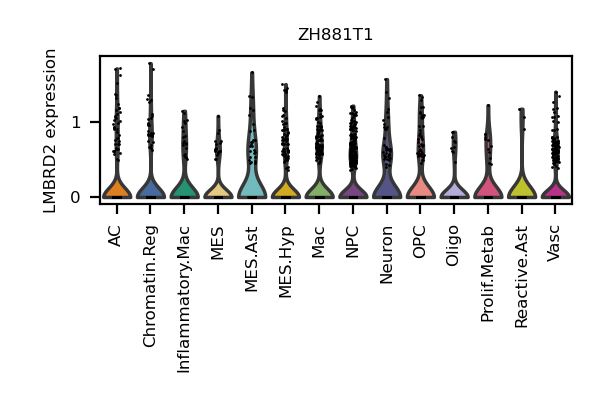 ZH881T1
LMBRD2 expression
1
0
AC
Chromatin.Reg
Inflammatory.Mac
MES
MES.Ast
MES.Hyp
Mac
NPC
Neuron
OPC
Oligo
Prolif.Metab
Reactive.Ast
Vasc